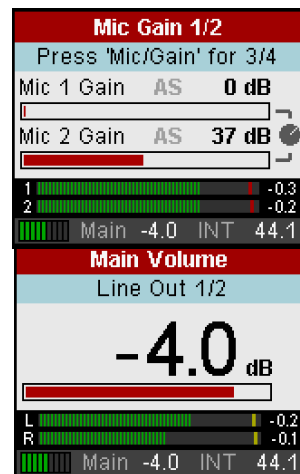 Mic Gain 1/2
Press 'Mic/Gain' for 3/4
Mic 1 Gain AS 0 dB
Mic 2 Gain AS 37 dB
1 -0.3
2 -0.2
Main -4.0 INT 44.1
Main Volume
Line Out 1/2
-4.0 dB
L -0.2
R -0.1
Main -4.0 INT 44.1